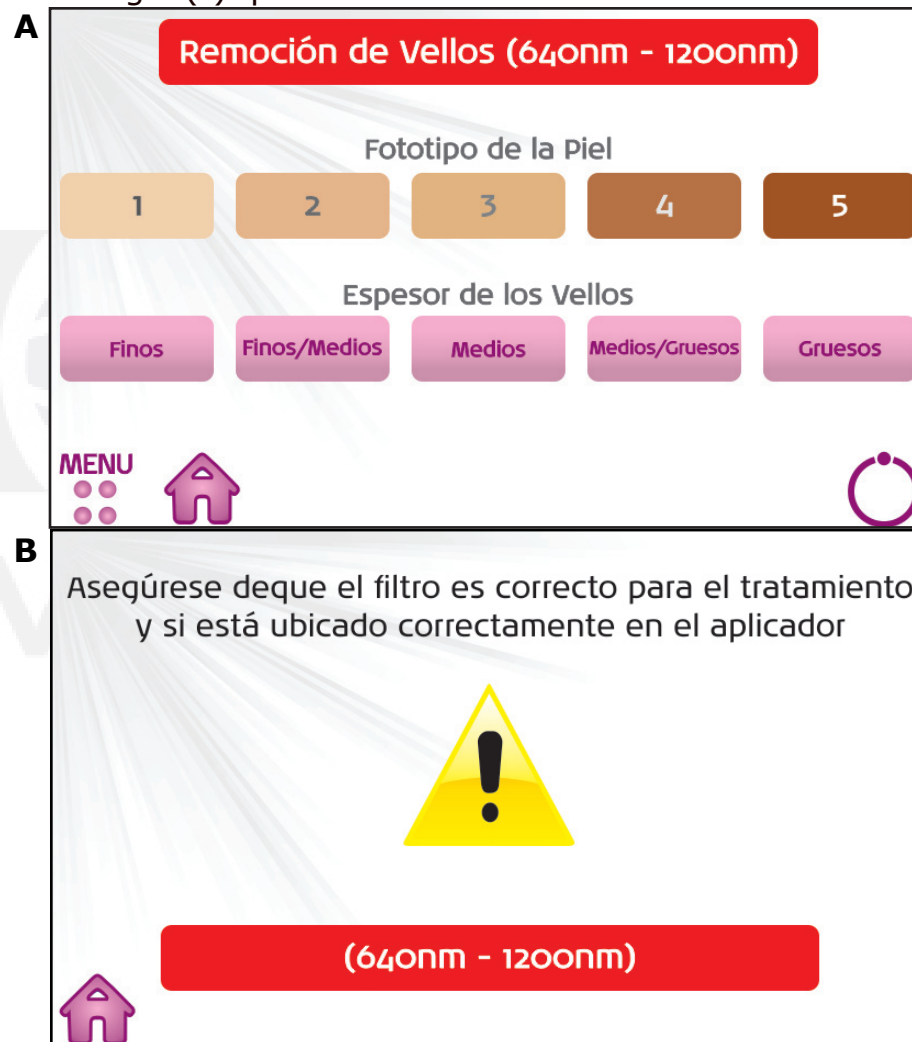 A
Remoción de Vellos (640nm - 1200nm)
Fototipo de la Piel
1 2 3 4 5
Espesor de los Vellos
Finos Finos/Medios Medios Medios/Gruesos Gruesos
MENU
B
Asegúrese deque el filtro es correcto para el tratamiento
y si está ubicado correctamente en el aplicador
(640nm - 1200nm)